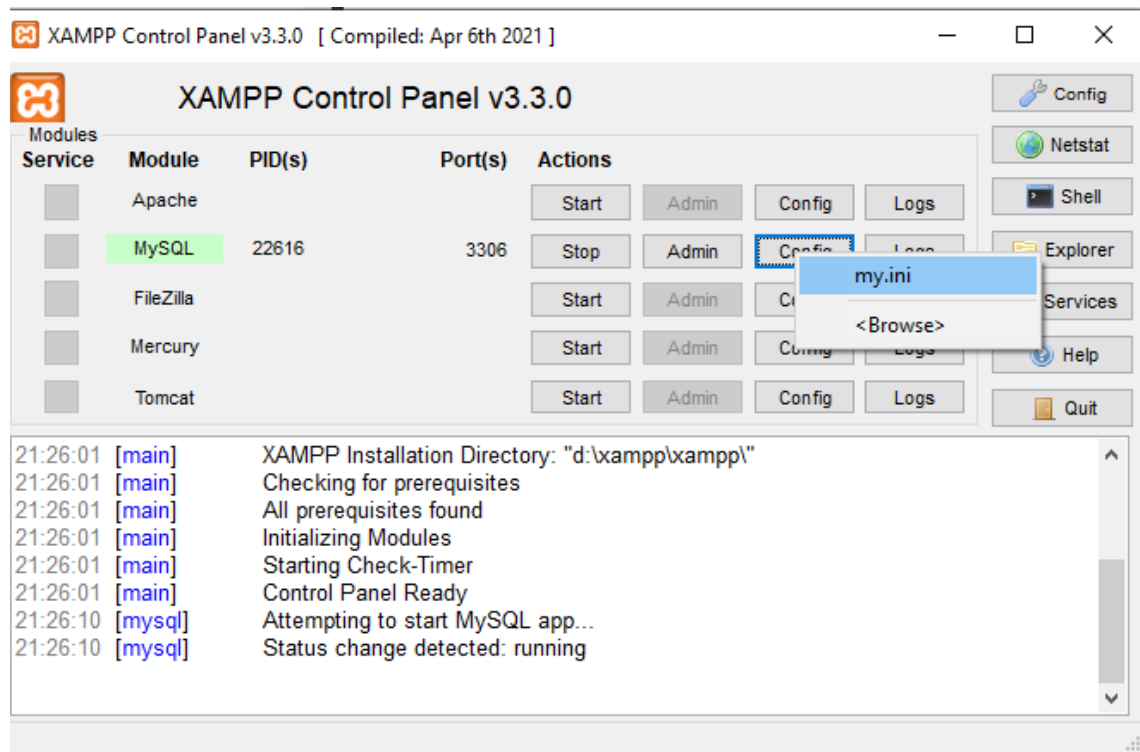 XAMPP Control Panel v3.3.0 [ Compiled: Apr 6th 2021 ]
XAMPP Control Panel v3.3.0
Config
Modules
Service Module PID(s) Port(s) Actions
Netstat
Apache Start Admin Config Logs
Shell
MySQL 22616 3306 Stop Admin Config Logs
Explorer
my.ini
FileZilla Start Admin
Services
<Browse>
Mercury Start Admin Config Logs
Help
Tomcat Start Admin Config Logs
Quit
21:26:01 [main] XAMPP Installation Directory: "d:\xampp\xampp\"
21:26:01 [main] Checking for prerequisites
21:26:01 [main] All prerequisites found
21:26:01 [main] Initializing Modules
21:26:01 [main] Starting Check-Timer
21:26:01 [main] Control Panel Ready
21:26:10 [mysql] Attempting to start MySQL app...
21:26:10 [mysql] Status change detected: running